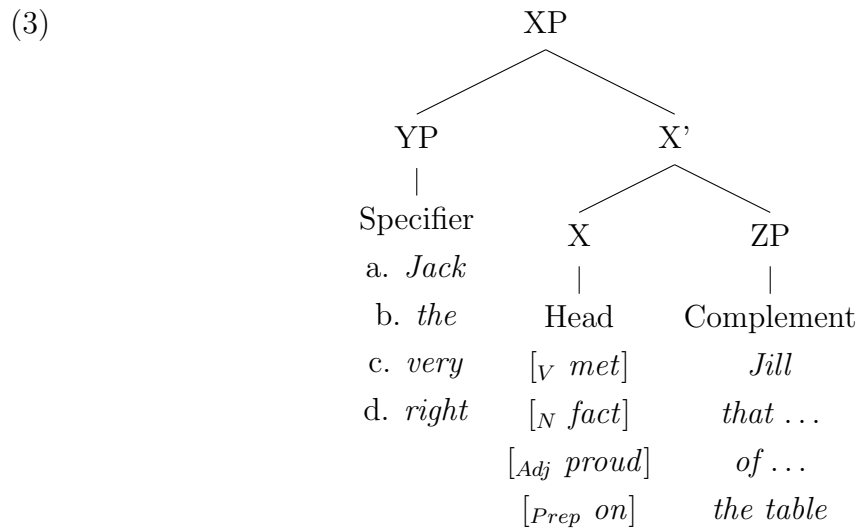 (3) XP
YP X’
Specifier X ZP
a. Jack
b. the Head Complement
c. very [V met] Jill
d. right [N fact] that …
[Adj proud] of …
[Prep on] the table